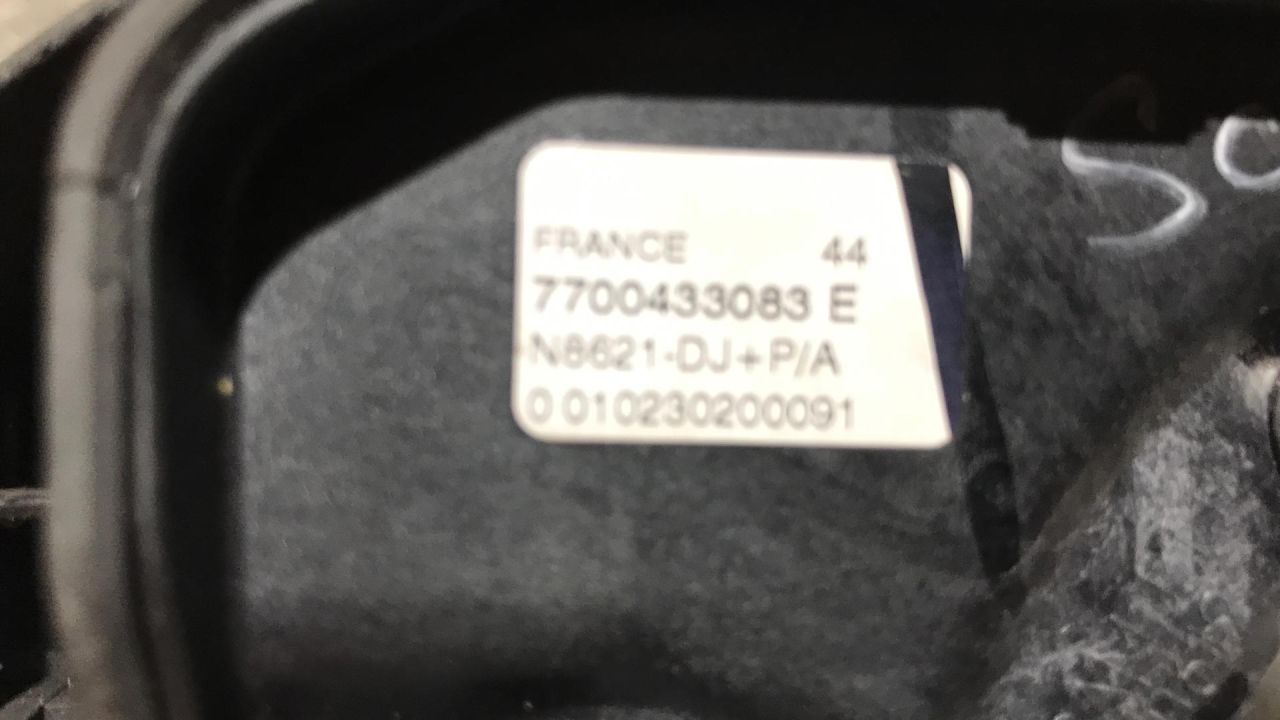 FRANCE 44
7700433083 E
N8621-DJ+P/A
0 010230200091